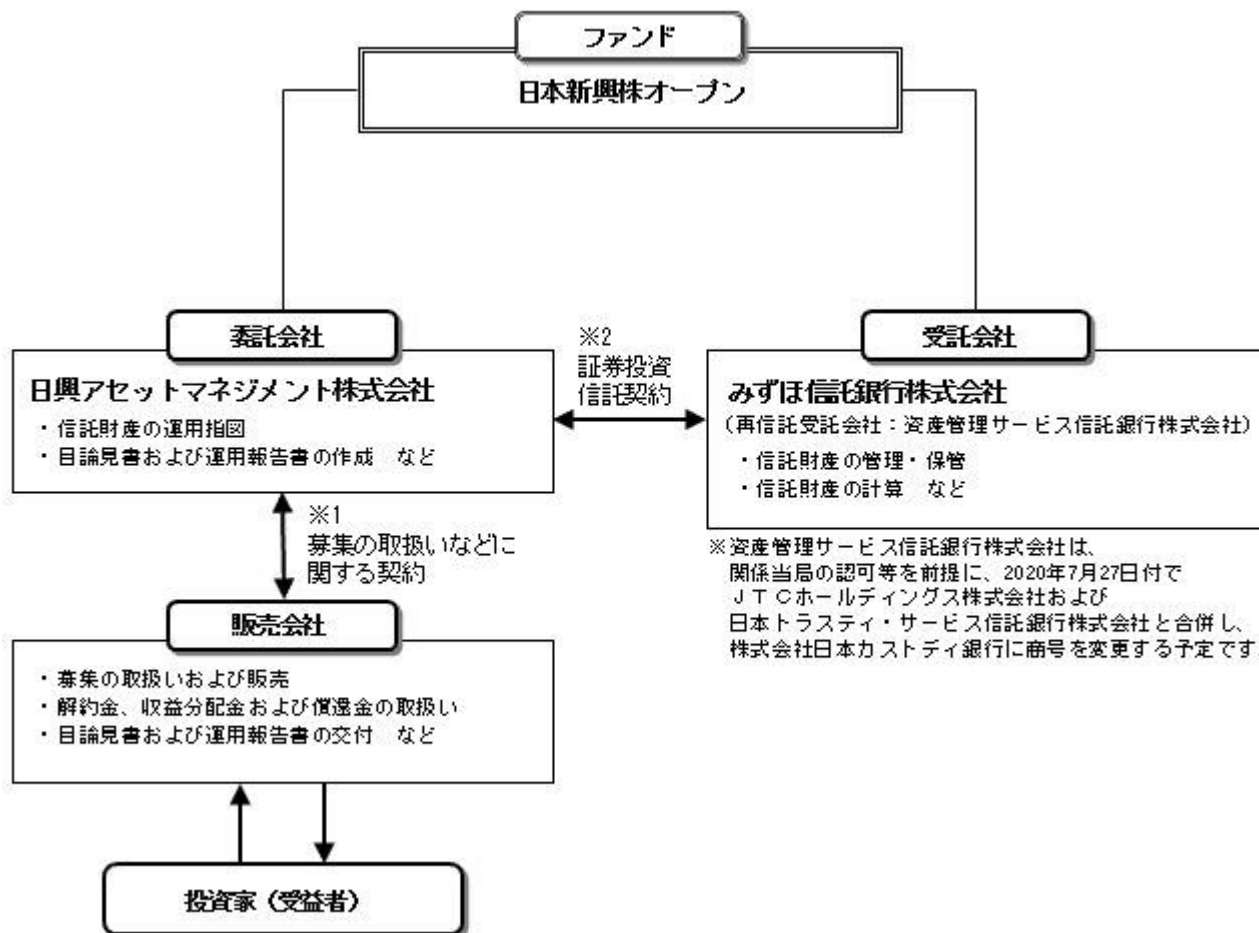 ファンド
日本新興株オープン
委託会社
日興アセットマネジメント株式会社
・信託財産の運用指図
・目論見書および運用報告書の作成　など
※2
証券投資
信託契約
受託会社
みずほ信託銀行株式会社
(再信託受託会社：資産管理サービス信託銀行株式会社)
・信託財産の管理・保管
・信託財産の計算　など
※資産管理サービス信託銀行株式会社は、
関係当局の認可等を前提に、2020年7月27日付で
ＪＴＣホールディングス株式会社および
日本トラスティ・サービス信託銀行株式会社と合併し、
株式会社日本カストディ銀行に商号を変更する予定です
※1
募集の取扱いなどに
関する契約
販売会社
・募集の取扱いおよび販売
・解約金、収益分配金および償還金の取扱い
・目論見書および運用報告書の交付　など
投資家（受益者）